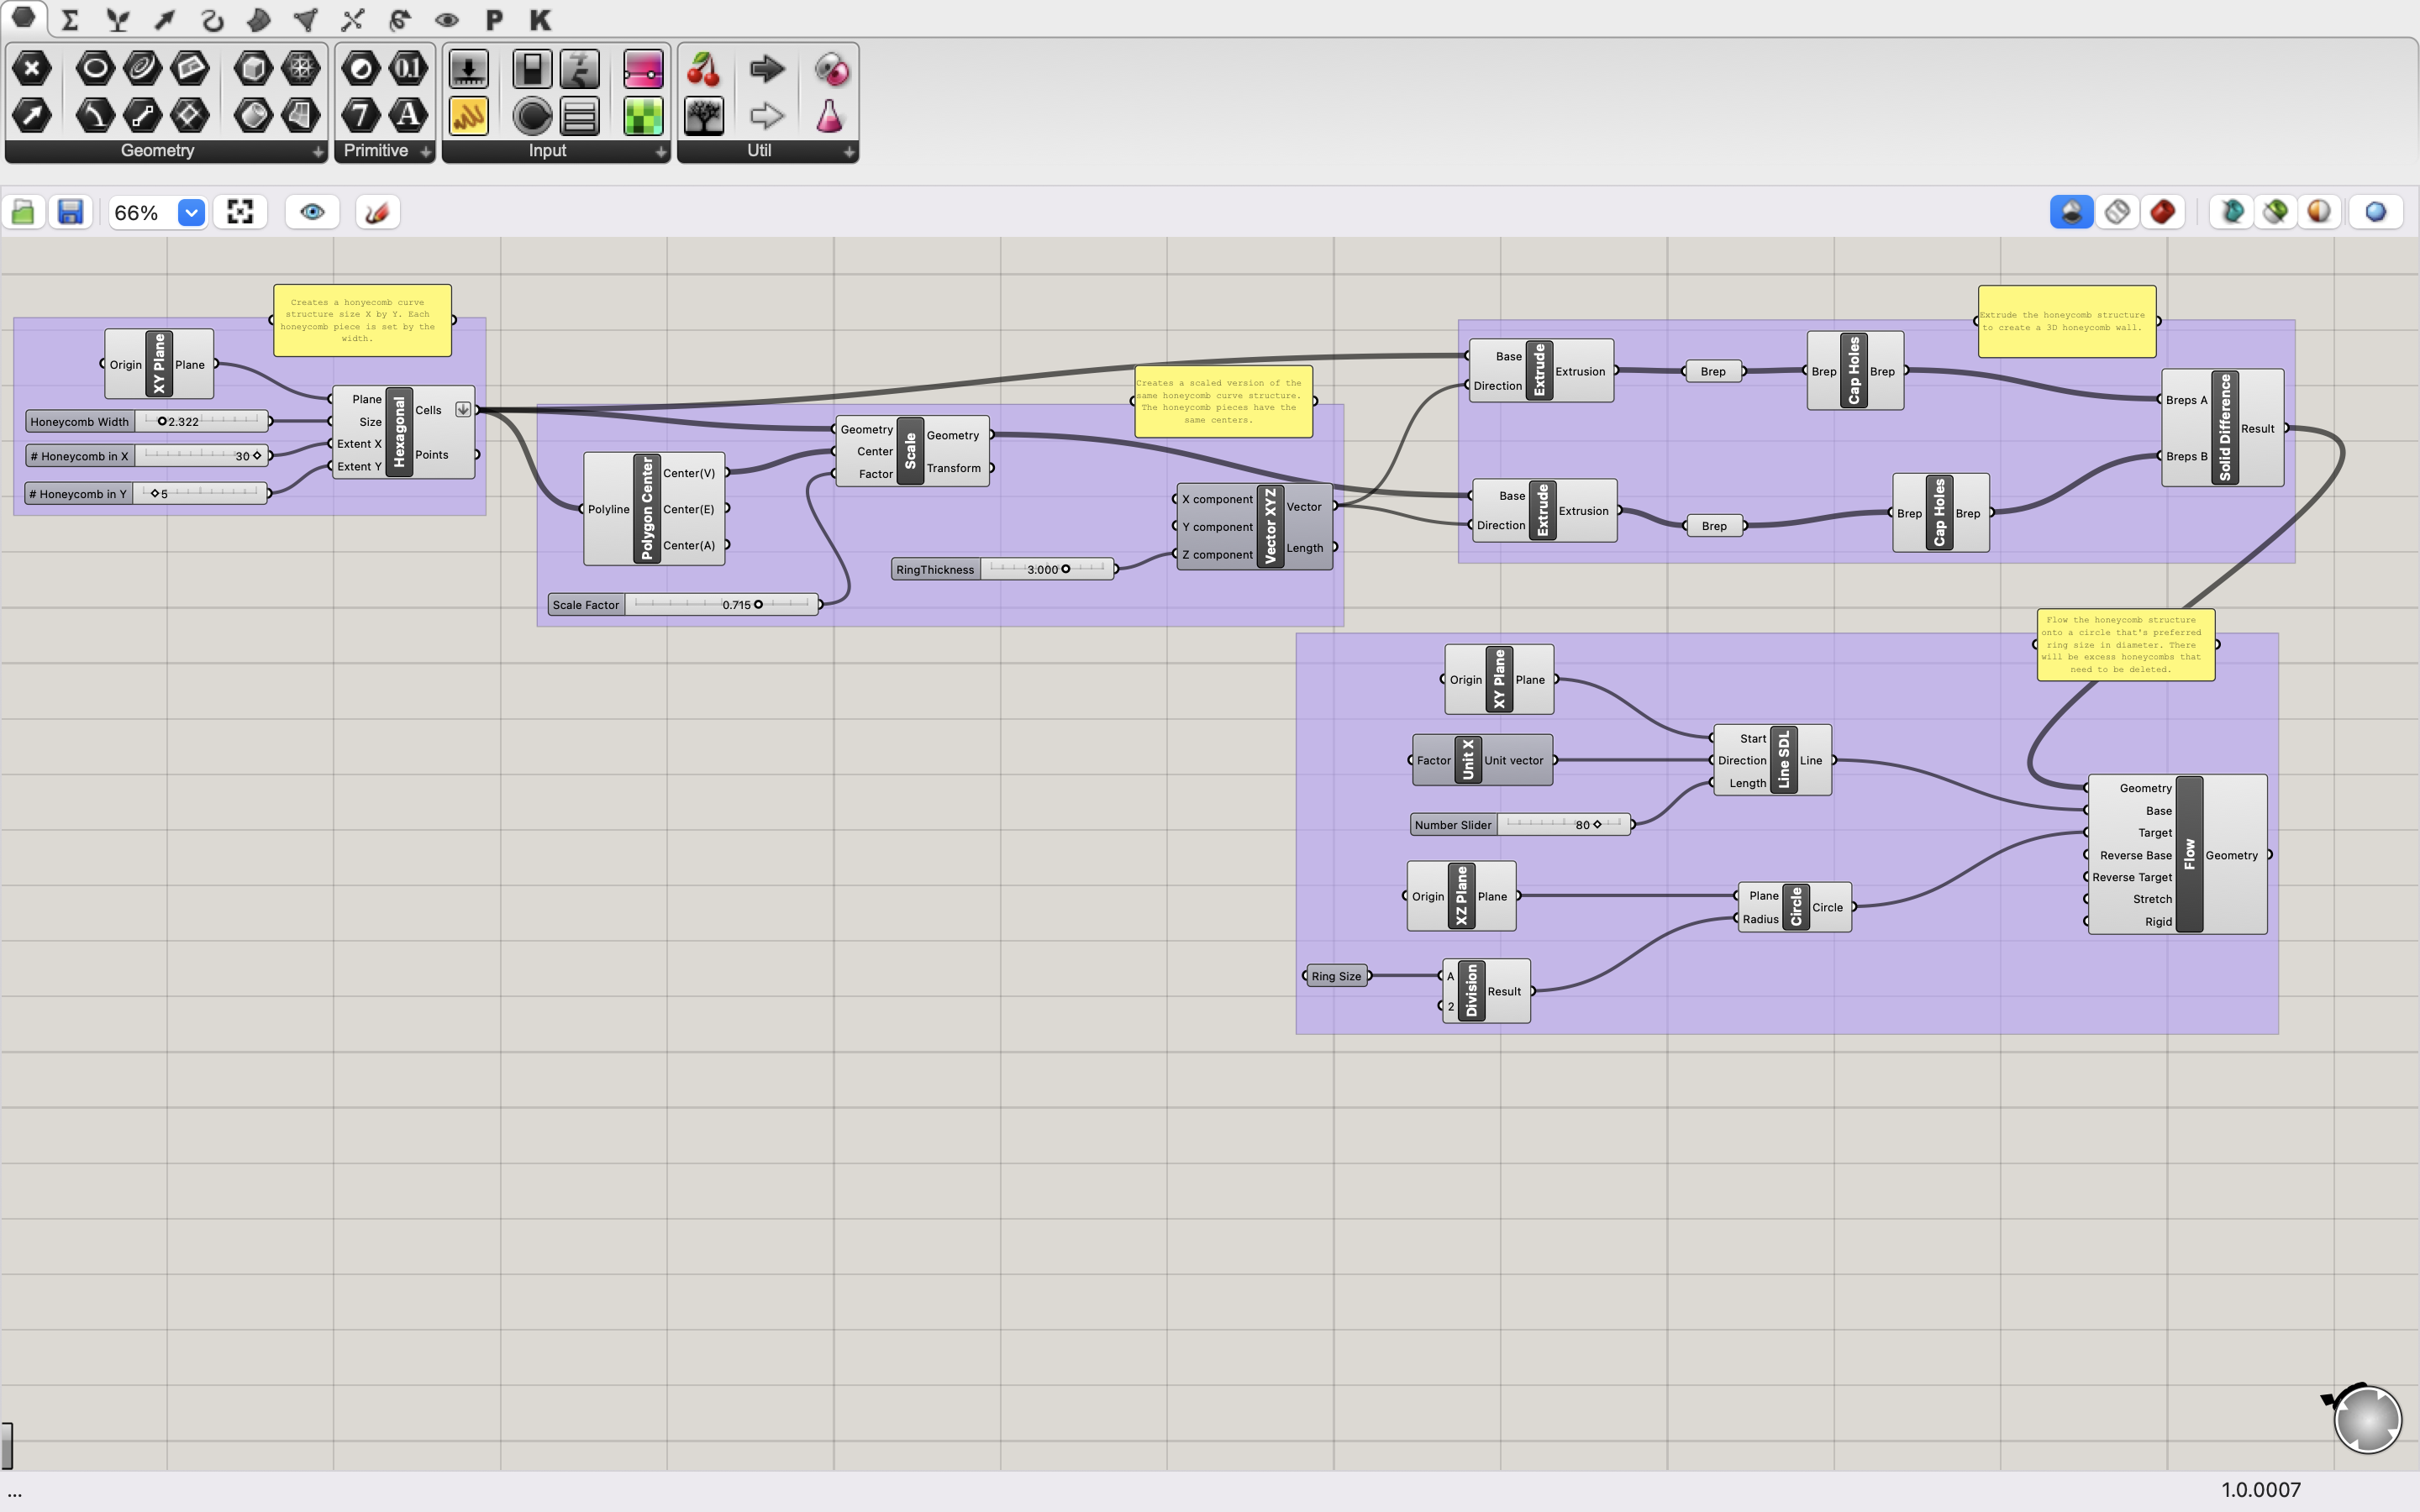 Σ P K
0.1
7 A
Geometry Primitive Input Util
66%
Creates a honyecomb curve
structure size X by Y. Each
honeycomb piece is set by the
width.
Origin XY Plane Plane
Honeycomb Width 2.322
# Honeycomb in X 30
# Honeycomb in Y 5
Plane
Size
Extent X
Extent Y
Hexagonal
Cells
Points
Polyline
Polygon Center
Center(V)
Center(E)
Center(A)
Scale Factor 0.715
Geometry
Center
Factor
Scale
Geometry
Transform
Creates a scaled version of the
same honeycomb curve structure.
The honeycomb pieces have the
same centers.
RingThickness 3.000
X component
Y component
Z component
Vector XYZ
Vector
Length
Extrude the honeycomb structure
to create a 3D honeycomb wall.
Base
Direction
Extrude
Extrusion
Brep
Brep Cap Holes Brep
Base
Direction
Extrude
Extrusion
Brep
Brep Cap Holes Brep
Breps A
Breps B
Solid Difference
Result
Flow the honeycomb structure
onto a circle that's preferred
ring size in diameter. There
will be excess honeycombs that
need to be deleted.
Origin XY Plane Plane
Factor Unit X Unit vector
Number Slider 80
Start
Direction
Length
Line SDL
Line
Origin XZ Plane Plane
Ring Size
A
2
Division
Result
Plane
Radius
Circle
Circle
Geometry
Base
Target
Reverse Base
Reverse Target
Stretch
Rigid
Flow
Geometry
...
1.0.0007